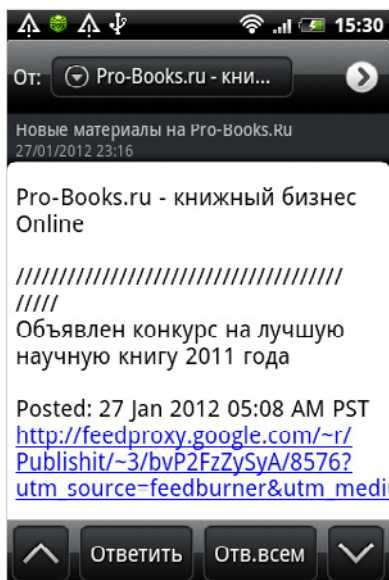 15:30
От: Pro-Books.ru - кни...
Новые материалы на Pro-Books.Ru
27/01/2012 23:16
Pro-Books.ru - книжный бизнес
Online
//////////////////////////////////////
/////
Объявлен конкурс на лучшую
научную книгу 2011 года
Posted: 27 Jan 2012 05:08 AM PST
http://feedproxy.google.com/~r/
Publishit/~3/bvP2FzZySyA/8576?
utm_source=feedburner&utm_medi
Ответить Отв.всем